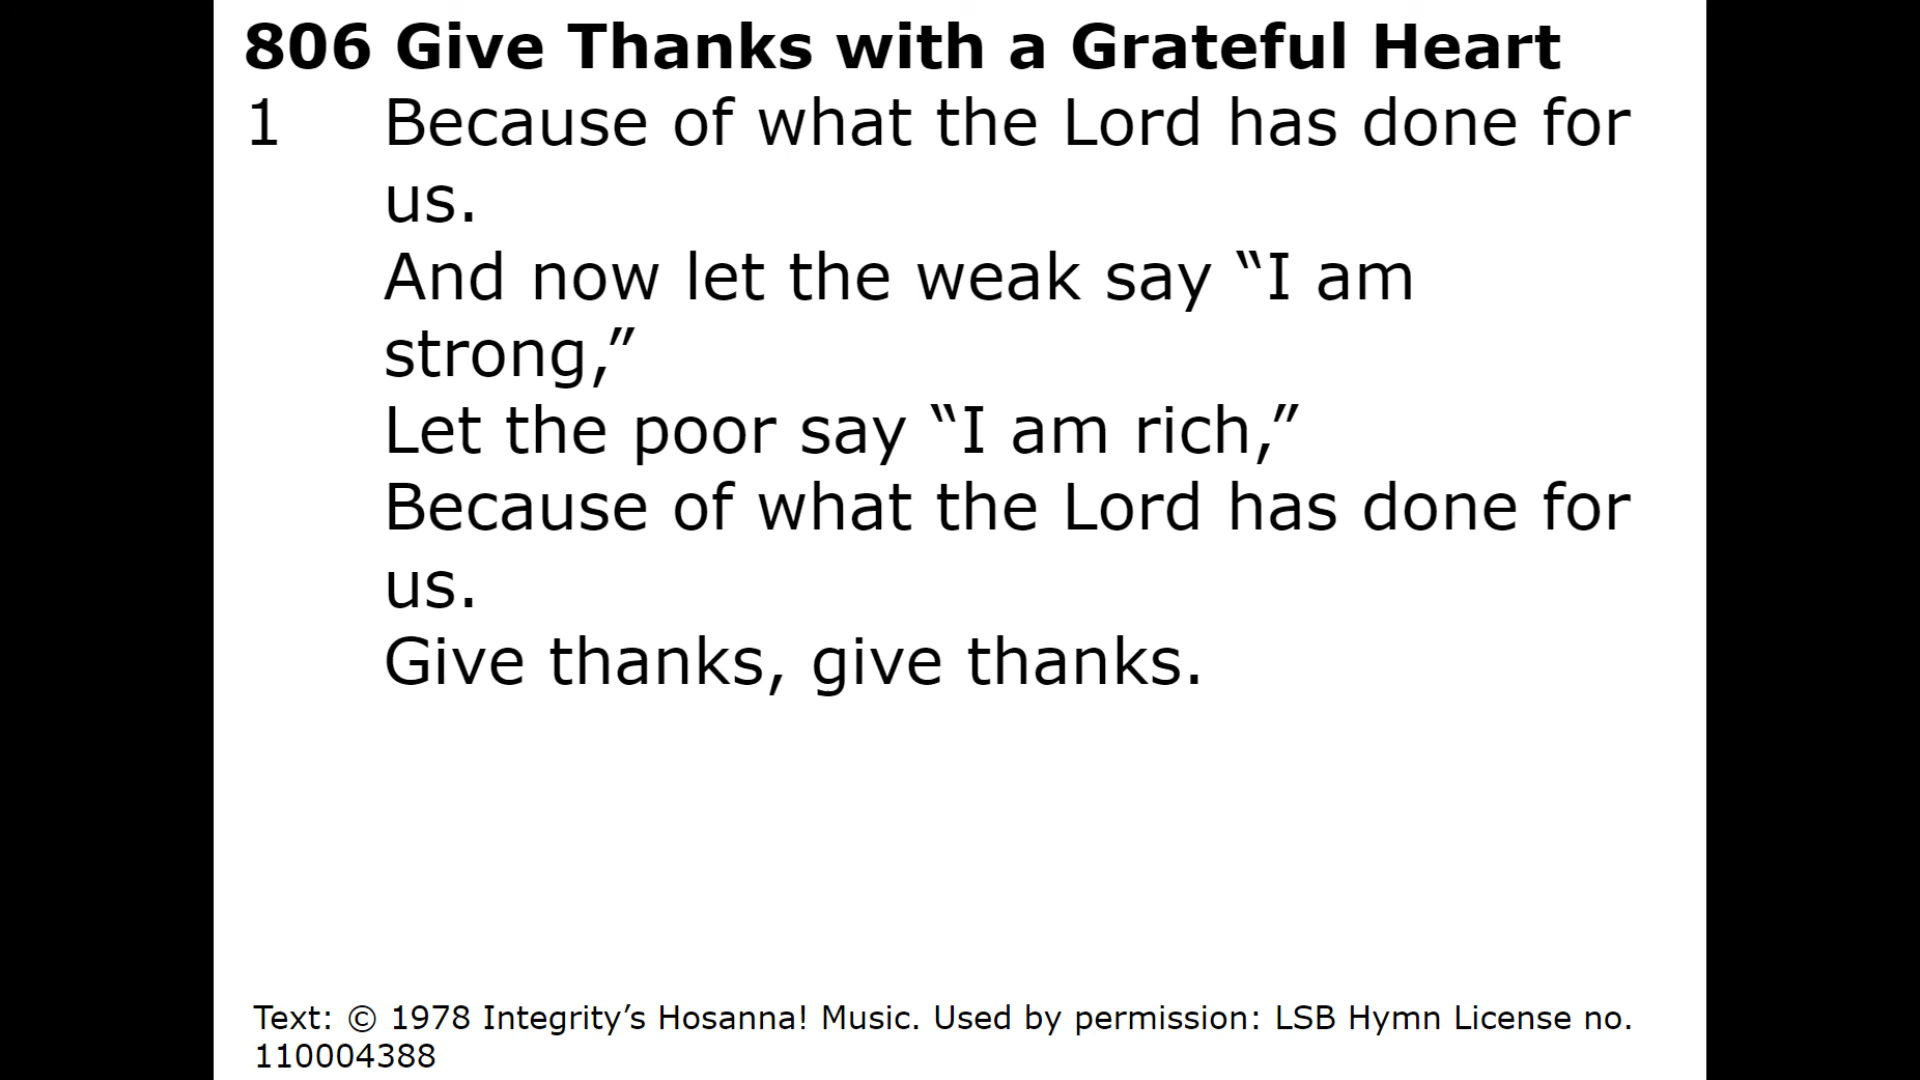 806 Give Thanks with a Grateful Heart
1 Because of what the Lord has done for
us.
And now let the weak say “I am
strong,”
Let the poor say “I am rich,”
Because of what the Lord has done for
us.
Give thanks, give thanks.
Text: © 1978 Integrity’s Hosanna! Music. Used by permission: LSB Hymn License no.
110004388